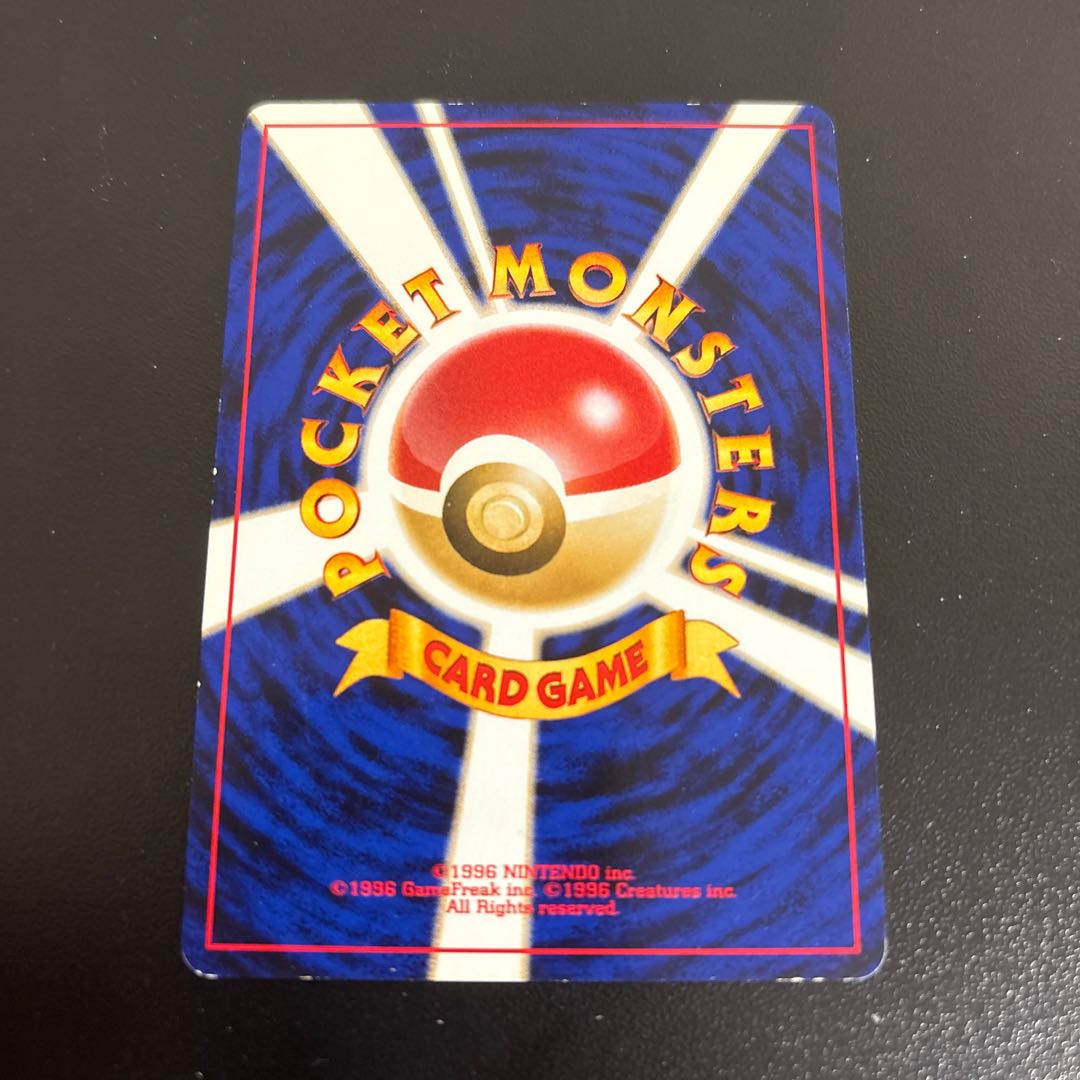 POCKET MONSTERS
CARD GAME
©1996 NINTENDO inc.
©1996 GameFreak inc. ©1996 Creatures inc.
All Rights reserved.